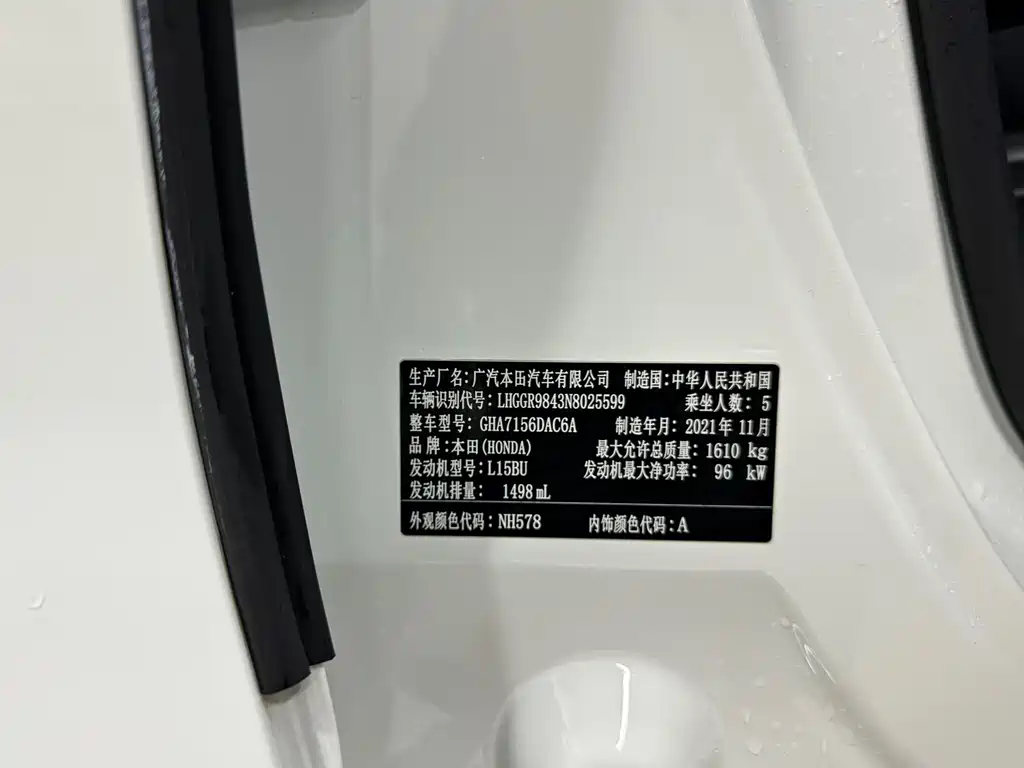 生产厂名:广汽本田汽车有限公司 制造国:中华人民共和国
车辆识别代号:LHGGR9843N8025599 乘坐人数: 5
整车型号:GHA7156DAC6A 制造年月: 2021年 11月
品 牌:本田(HONDA) 最大允许总质量: 1610 kg
发动机型号:L15BU 发动机最大净功率: 96 kW
发动机排量: 1498mL
外观颜色代码:NH578 内饰颜色代码:A